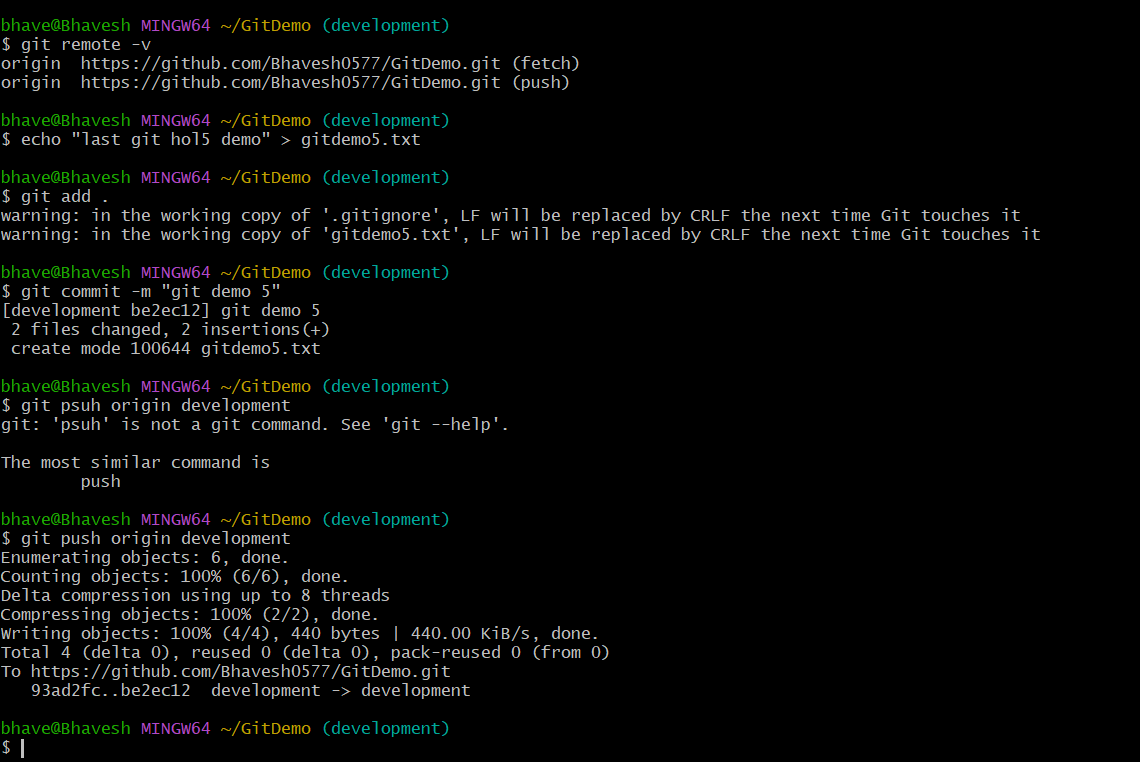 bhave@Bhavesh MINGW64 ~/GitDemo (development)
$ git remote -v
origin  https://github.com/Bhavesh0577/GitDemo.git (fetch)
origin  https://github.com/Bhavesh0577/GitDemo.git (push)

bhave@Bhavesh MINGW64 ~/GitDemo (development)
$ echo "last git hol5 demo" > gitdemo5.txt

bhave@Bhavesh MINGW64 ~/GitDemo (development)
$ git add .
warning: in the working copy of '.gitignore', LF will be replaced by CRLF the next time Git touches it
warning: in the working copy of 'gitdemo5.txt', LF will be replaced by CRLF the next time Git touches it

bhave@Bhavesh MINGW64 ~/GitDemo (development)
$ git commit -m "git demo 5"
[development be2ec12] git demo 5
 2 files changed, 2 insertions(+)
 create mode 100644 gitdemo5.txt

bhave@Bhavesh MINGW64 ~/GitDemo (development)
$ git psuh origin development
git: 'psuh' is not a git command. See 'git --help'.

The most similar command is
        push

bhave@Bhavesh MINGW64 ~/GitDemo (development)
$ git push origin development
Enumerating objects: 6, done.
Counting objects: 100% (6/6), done.
Delta compression using up to 8 threads
Compressing objects: 100% (2/2), done.
Writing objects: 100% (4/4), 440 bytes | 440.00 KiB/s, done.
Total 4 (delta 0), reused 0 (delta 0), pack-reused 0 (from 0)
To https://github.com/Bhavesh0577/GitDemo.git
   93ad2fc..be2ec12  development -> development

bhave@Bhavesh MINGW64 ~/GitDemo (development)
$